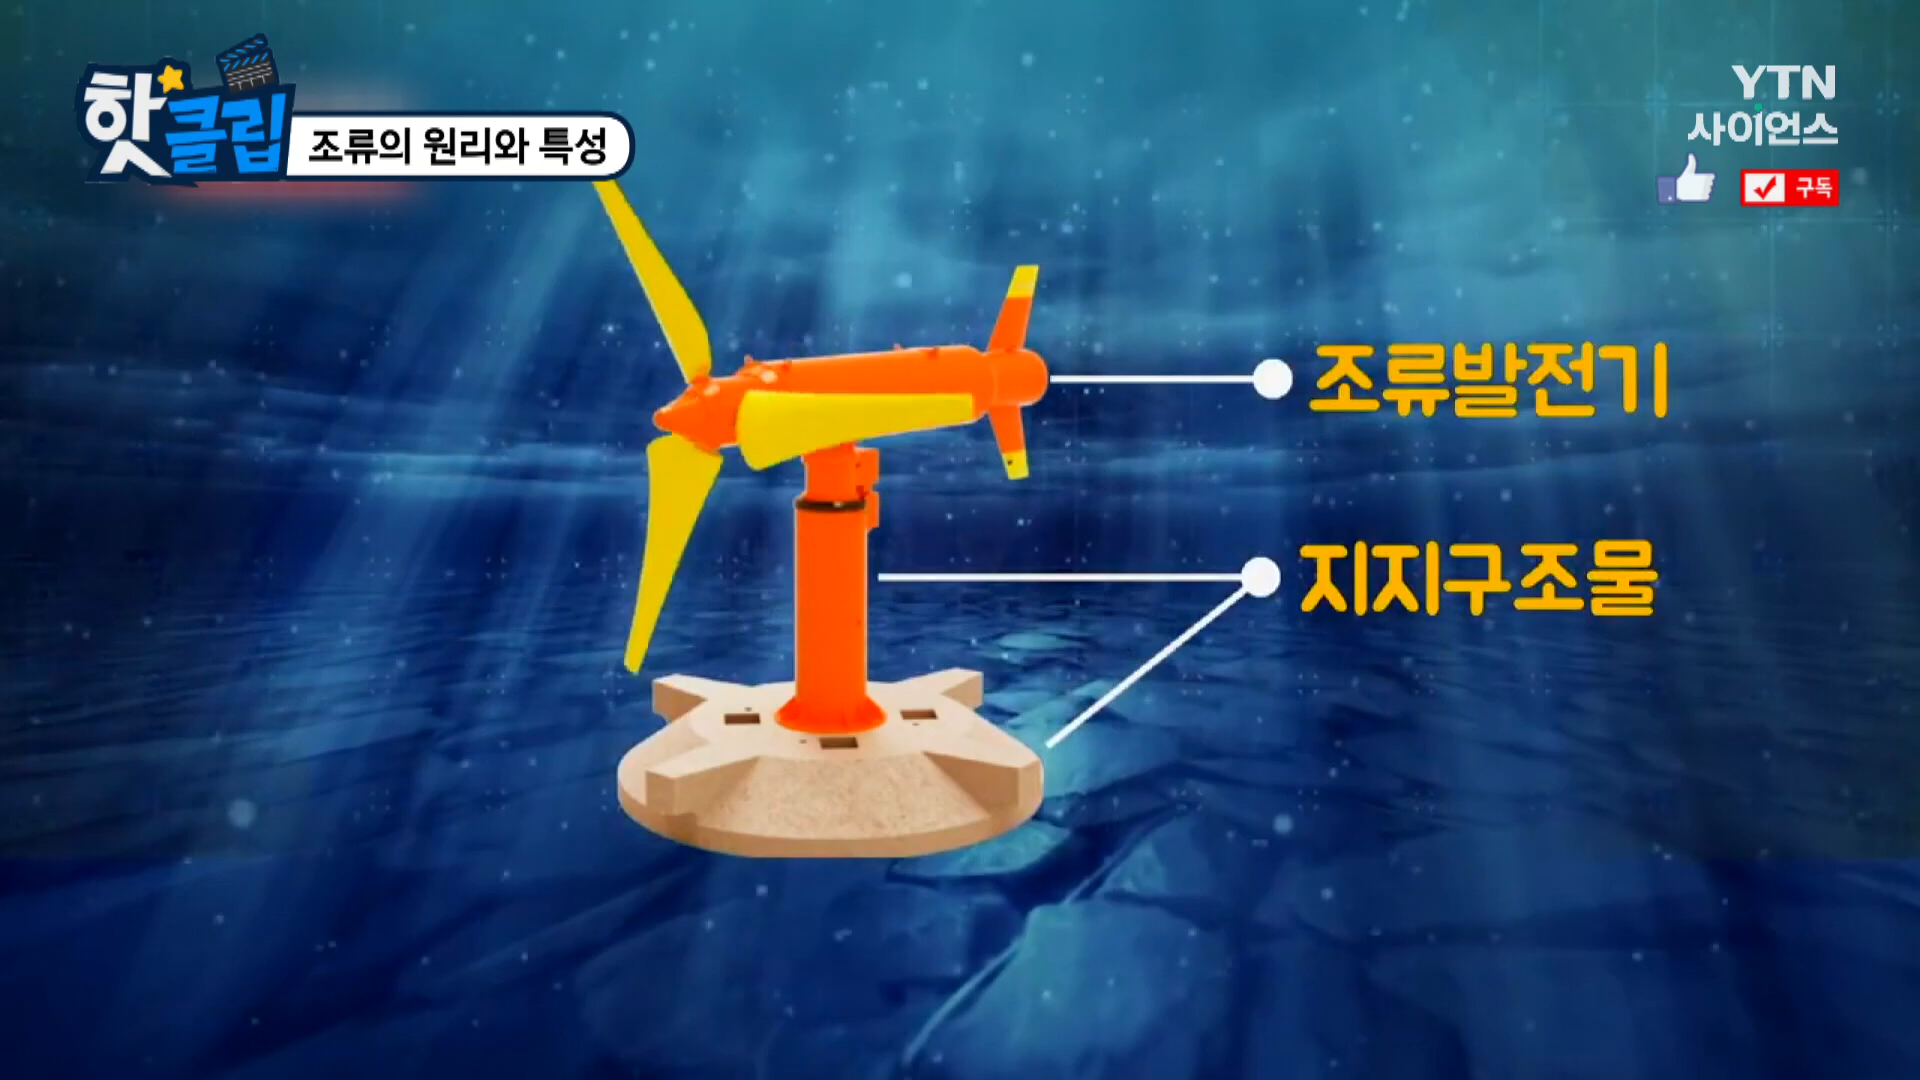 핫클립
조류의 원리와 특성
YTN
사이언스
구독
조류발전기
지지구조물